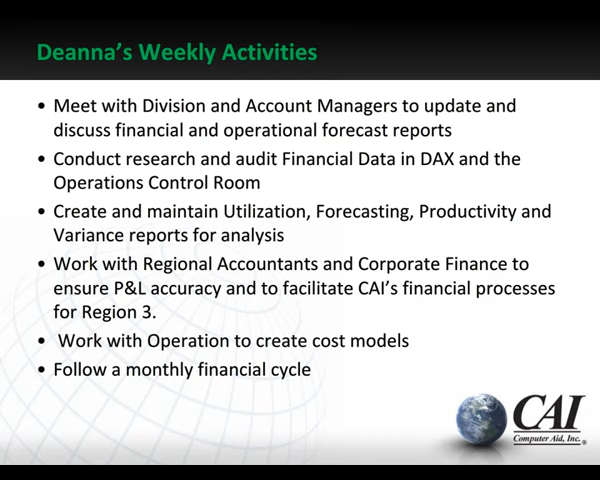 Deanna's Weekly Activities
• Meet with Division and Account Managers to update and
discuss financial and operational forecast reports
• Conduct research and audit Financial Data in DAX and the
Operations Control Room
• Create and maintain Utilization, Forecasting, Productivity and
Variance reports for analysis
• Work with Regional Accountants and Corporate Finance to
ensure P&L accuracy and to facilitate CAI's financial processes
for Region 3.
• Work with Operation to create cost models
• Follow a monthly financial cycle
CAI
Computer Aid, Inc.®